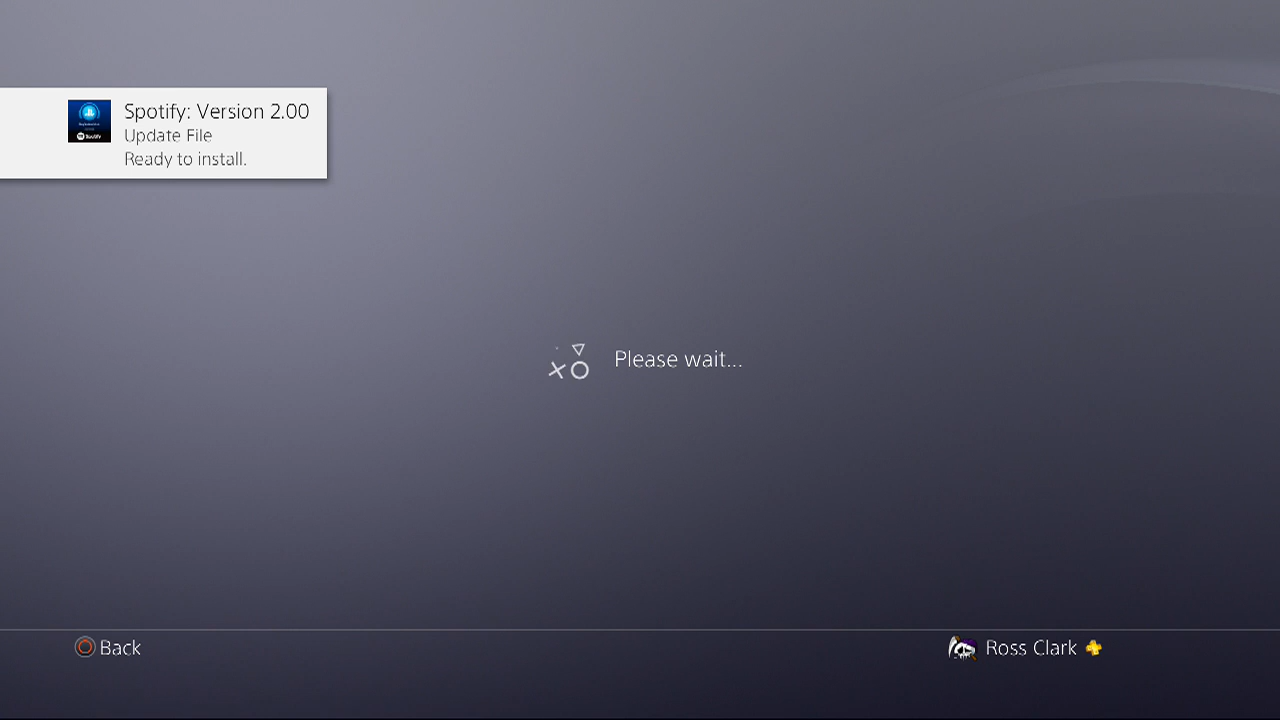 Spotify: Version 2.00
Update File
Ready to install.
Please wait...
Back
Ross Clark